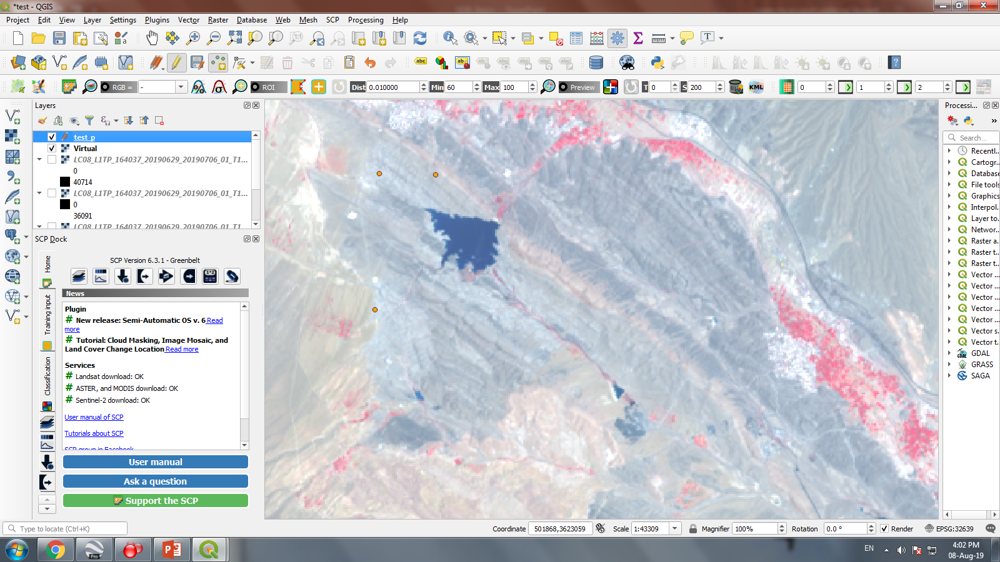 *test - QGIS
Project Edit View Layer Settings Plugins Vector Raster Database Web Mesh SCP Processing Help
RGB = - ROI Dist 0.010000 Min 60 Max 100 Preview T 0 S 200 KML 0 1 2
Layers
test_p
Virtual
LC08_L1TP_164037_20190629_20190706_01_T1...
0
40714
LC08_L1TP_164037_20190629_20190706_01_T1...
0
36091
LC08_L1TP_164037_20190629_20190706_01_T1...
SCP Dock
Home
Training input
Classification
SCP Version 6.3.1 - Greenbelt
News
Plugin
# New release: Semi-Automatic OS v. 6 Read
more
# Tutorial: Cloud Masking, Image Mosaic, and
Land Cover Change Location Read more
Services
# Landsat download: OK
# ASTER, and MODIS download: OK
# Sentinel-2 download: OK
User manual of SCP
Tutorials about SCP
SCP group in Facebook
User manual
Ask a question
Support the SCP
Processi...
Search...
Recentl...
Cartogr...
Database
File tools
Graphics
Interpol...
Layer to...
Networ...
Raster a...
Raster t...
Raster t...
Vector ...
Vector ...
Vector ...
Vector ...
Vector ...
Vector s...
Vector t...
GDAL
GRASS
SAGA
Type to locate (Ctrl+K) Coordinate 501868,3623059 Scale 1:43309 Magnifier 100% Rotation 0.0 ° Render EPSG:32639
Pro
EN
4:02 PM
08-Aug-19